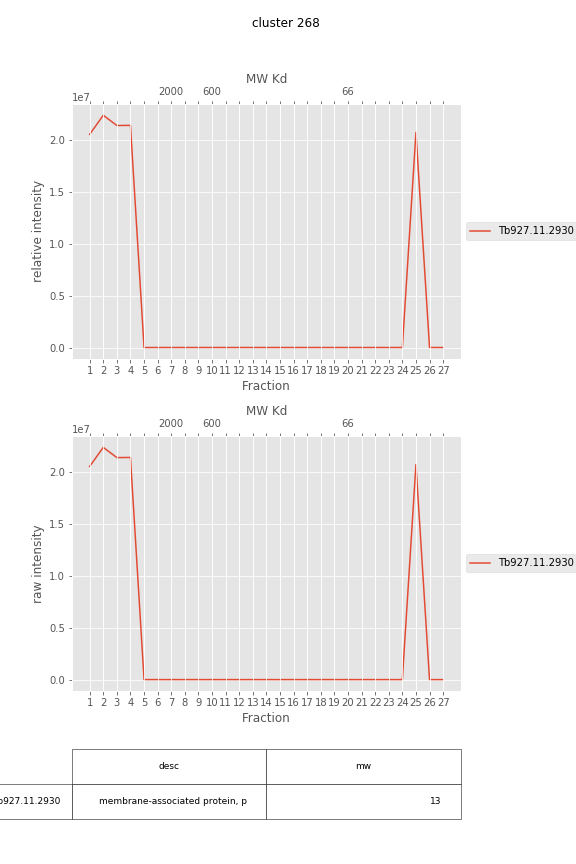 cluster 268
MW Kd
2000 600 66
1e7
2.0
1.5
1.0
0.5
0.0
relative intensity
1 2 3 4 5 6 7 8 9 10 11 12 13 14 15 16 17 18 19 20 21 22 23 24 25 26 27
Fraction
Tb927.11.2930
MW Kd
2000 600 66
1e7
2.0
1.5
1.0
0.5
0.0
raw intensity
1 2 3 4 5 6 7 8 9 10 11 12 13 14 15 16 17 18 19 20 21 22 23 24 25 26 27
Fraction
Tb927.11.2930
desc mw
b927.11.2930 membrane-associated protein, p 13